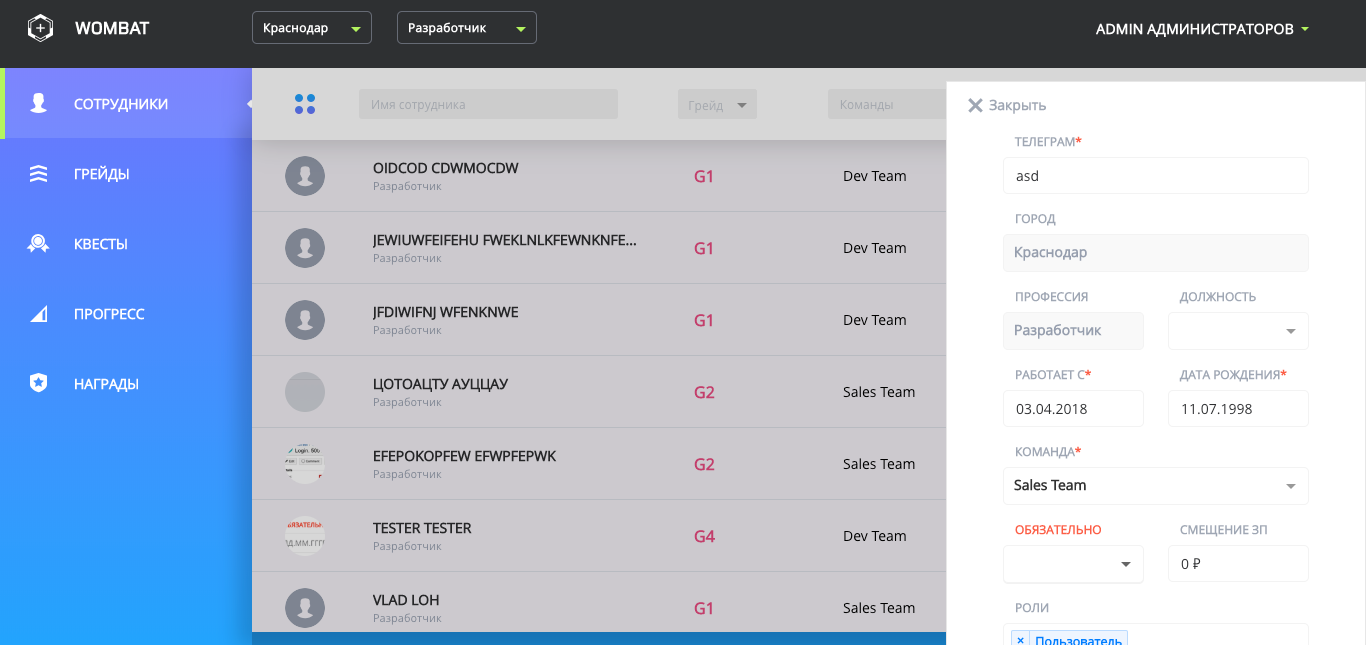 WOMBAT
Краснодар
Разработчик
ADMIN АДМИНИСТРАТОРОВ
СОТРУДНИКИ
ГРЕЙДЫ
КВЕСТЫ
ПРОГРЕСС
НАГРАДЫ
Имя сотрудника
Грейд
Команды
OIDCOD CDWMOCDW
Разработчик
G1
Dev Team
JEWIUWFEIFEHU FWEKLNLKFEWNKNFE...
Разработчик
G1
Dev Team
JFDIWIFNJ WFENKNWE
Разработчик
G1
Dev Team
ЦОТОАЦТУ АУЦЦАУ
Разработчик
G2
Sales Team
Login.
EFEPOKOPFEW EFWPFEPWK
Разработчик
G2
Sales Team
TESTER TESTER
Разработчик
G4
Dev Team
VLAD LOH
Разработчик
G1
Sales Team
Закрыть
ТЕЛЕГРАМ*
asd
ГОРОД
Краснодар
ПРОФЕССИЯ
ДОЛЖНОСТЬ
Разработчик
РАБОТАЕТ С*
ДАТА РОЖДЕНИЯ*
03.04.2018
11.07.1998
КОМАНДА*
Sales Team
ОБЯЗАТЕЛЬНО
СМЕЩЕНИЕ ЗП
0 ₽
РОЛИ
× Пользователь